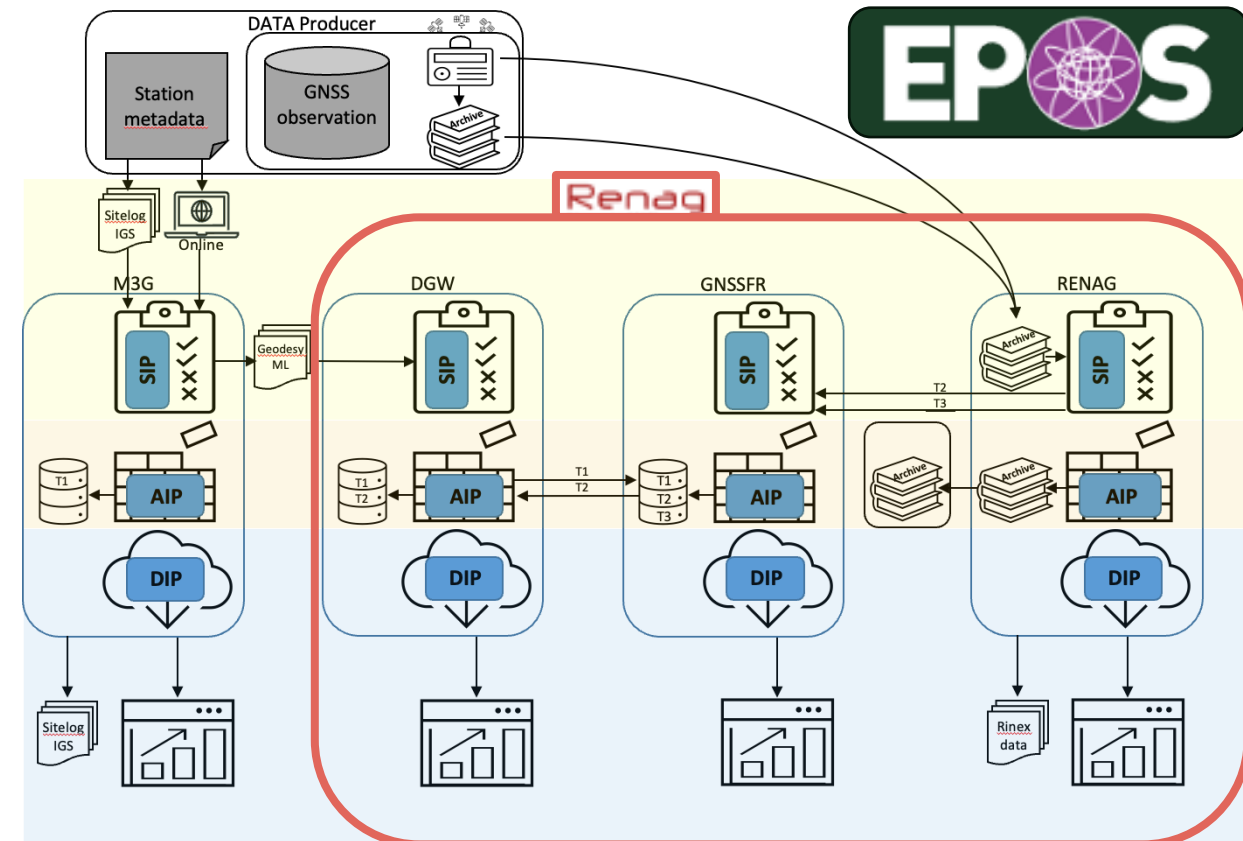 DATA Producer
EPOS
Station
metadata
GNSS
observation
Archive
Renag
Sitelog
IGS
Online
M3G
DGW
GNSSFR
RENAG
SIP
Geodesy
ML
SIP
SIP
Archive
SIP
T2
T3
T1
AIP
T1
T2
AIP
T1
T2
T1
T2
T3
AIP
Archive
Archive
AIP
DIP
DIP
DIP
DIP
Sitelog
IGS
Rinex
data